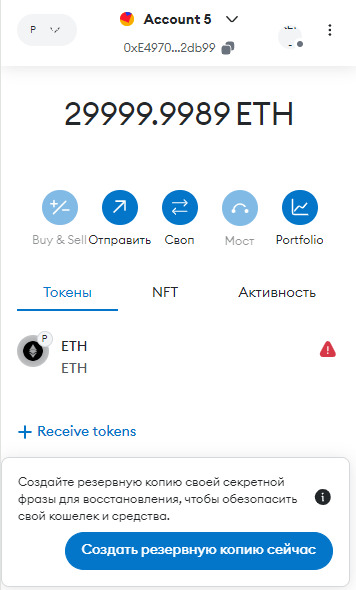 P
Account 5
0xE4970...2db99
29999.9989 ETH
Buy & Sell Отправить Своп Мост Portfolio
Токены NFT Активность
P
ETH
ETH
+ Receive tokens
Создайте резервную копию своей секретной
фразы для восстановления, чтобы обезопасить
свой кошелек и средства.
Создать резервную копию сейчас